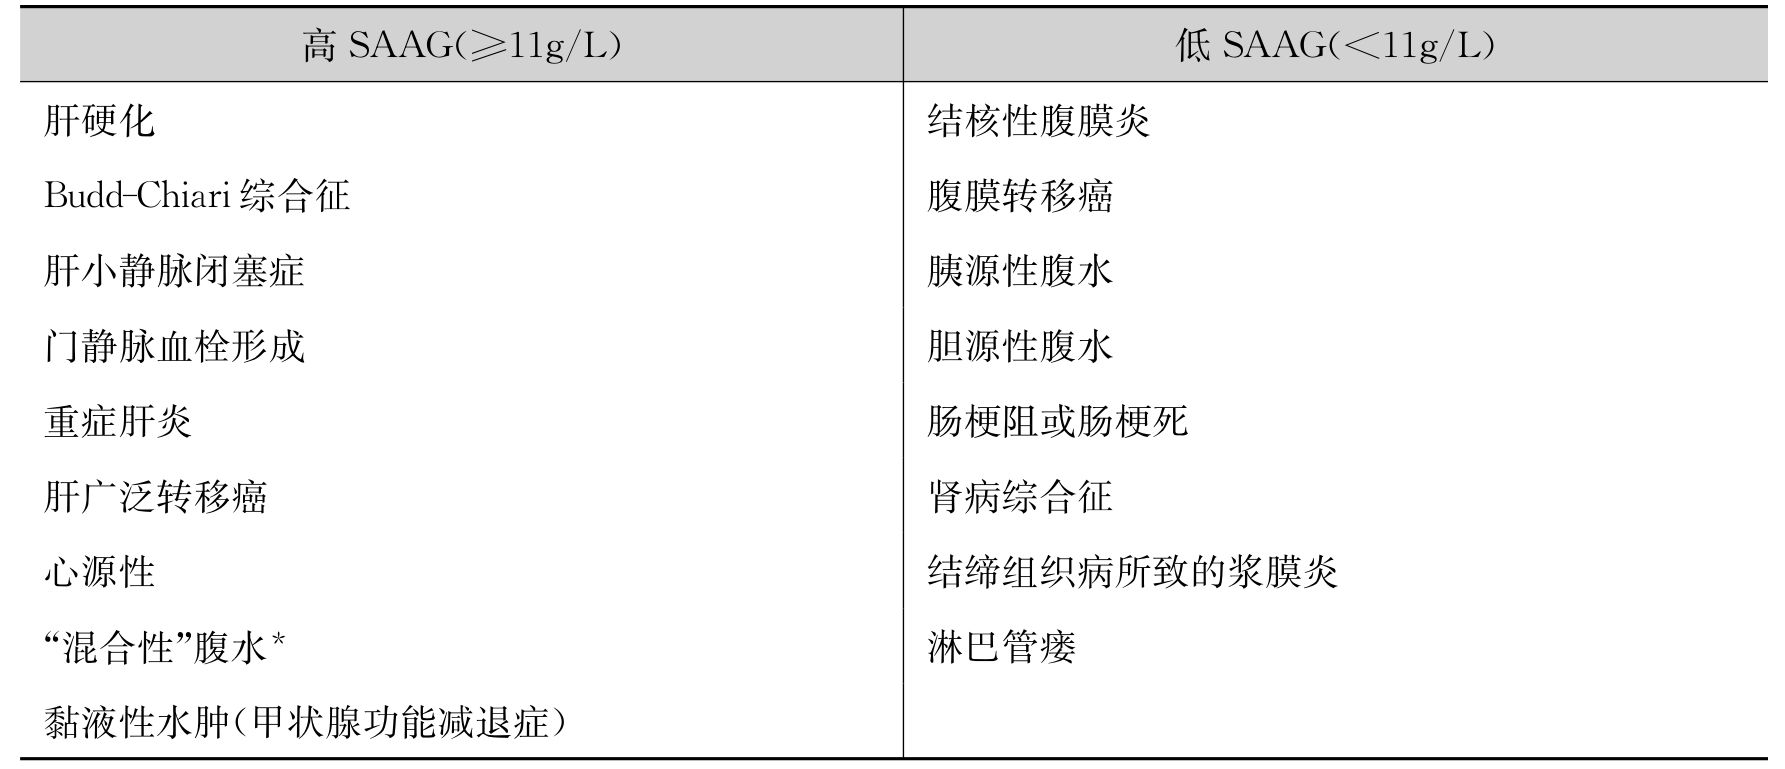 高 SAAG(≥11g/L) 低 SAAG(<11g/L)
肝硬化 结核性腹膜炎
Budd-Chiari 综合征 腹膜转移癌
肝小静脉闭塞症 胰源性腹水
门静脉血栓形成 胆源性腹水
重症肝炎 肠梗阻或肠梗死
肝广泛转移癌 肾病综合征
心源性 结缔组织病所致的浆膜炎
“混合性”腹水* 淋巴管瘘
黏液性水肿(甲状腺功能减退症)